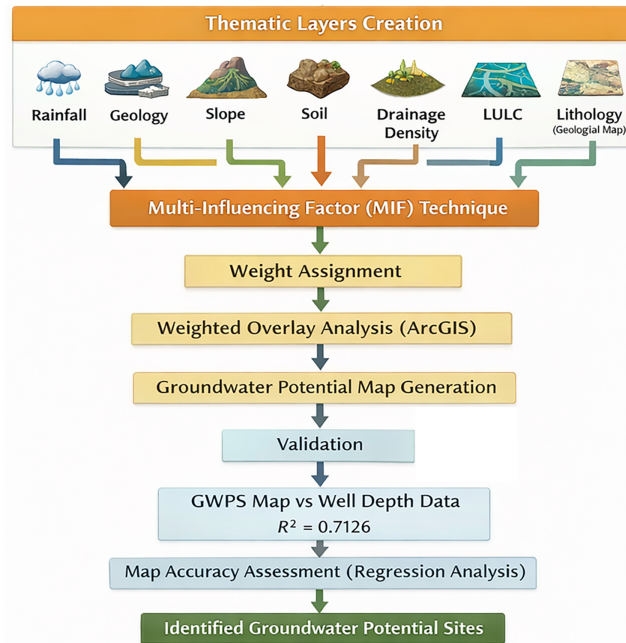 Thematic Layers Creation
Rainfall
Geology
Slope
Soil
Drainage
Density
LULC
Lithology
(Geologial Map)
Multi-Influencing Factor (MIF) Technique
Weight Assignment
Weighted Overlay Analysis (ArcGIS)
Groundwater Potential Map Generation
Validation
GWPS Map vs Well Depth Data
R² = 0.7126
Map Accuracy Assessment (Regression Analysis)
Identified Groundwater Potential Sites